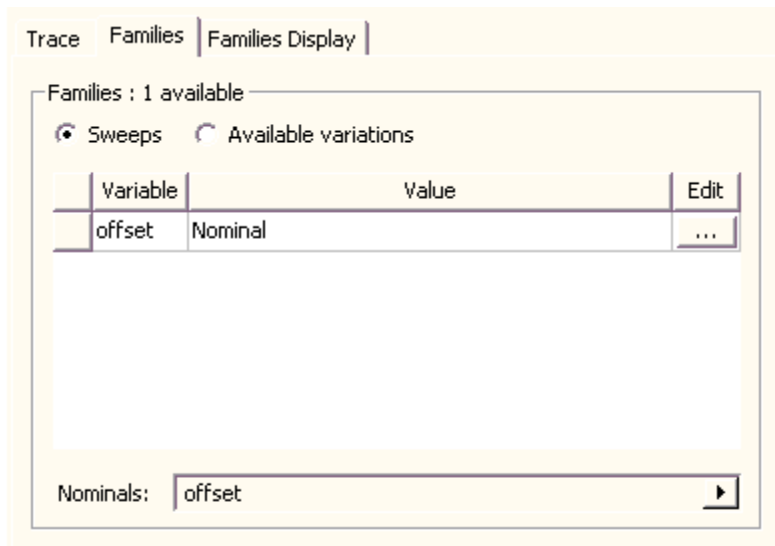 Trace Families Families Display
Families : 1 available
Sweeps Available variations
Variable Value Edit
offset Nominal ...
Nominals: offset